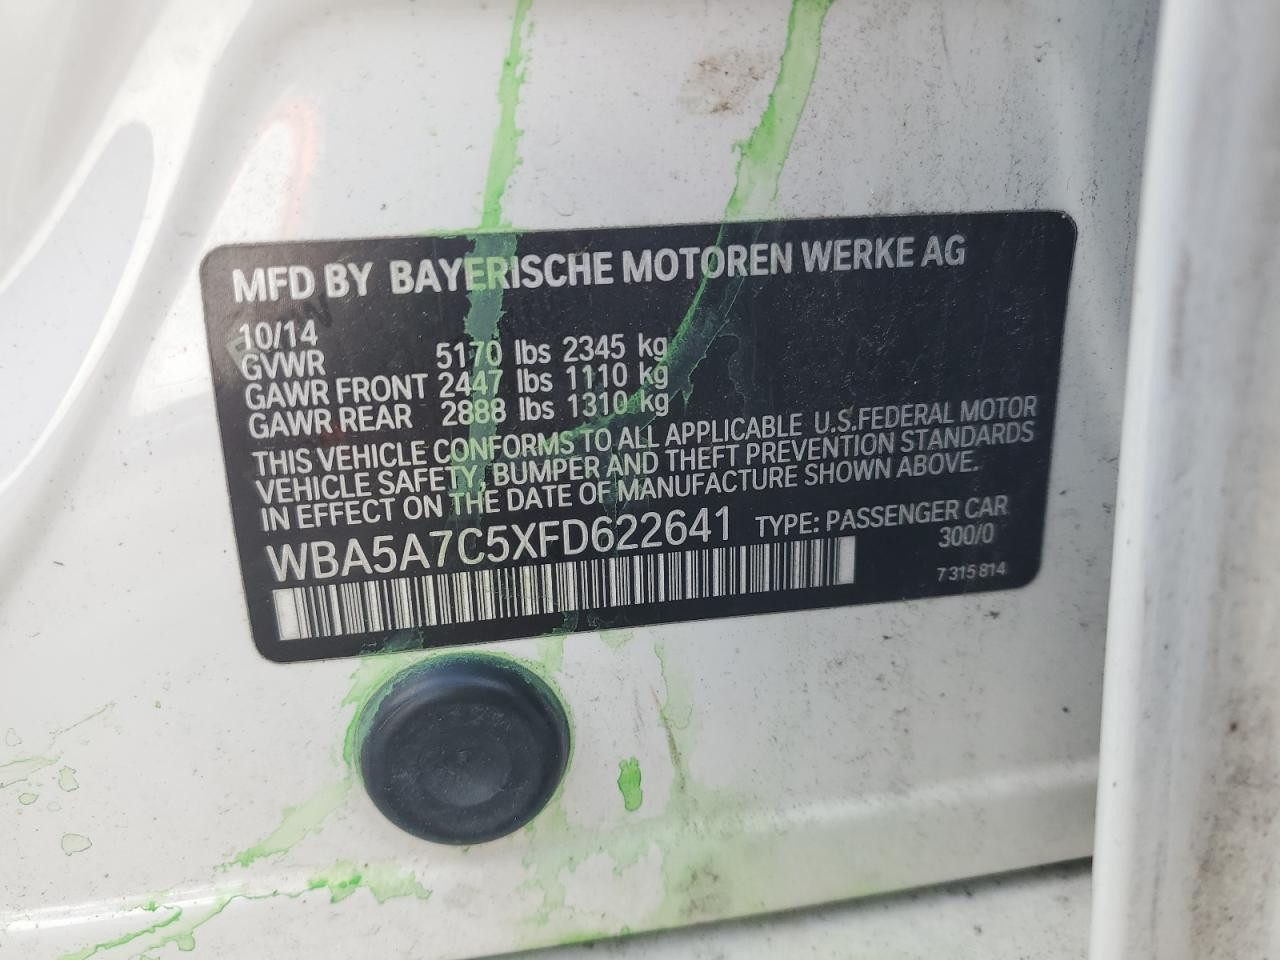 MFD BY BAYERISCHE MOTOREN WERKE AG
10/14
GVWR 5170 lbs 2345 kg
GAWR FRONT 2447 lbs 1110 kg
GAWR REAR 2888 lbs 1310 kg
THIS VEHICLE CONFORMS TO ALL APPLICABLE U.S.FEDERAL MOTOR
VEHICLE SAFETY, BUMPER AND THEFT PREVENTION STANDARDS
IN EFFECT ON THE DATE OF MANUFACTURE SHOWN ABOVE.
WBA5A7C5XFD622641 TYPE: PASSENGER CAR
300/0
7 315 814